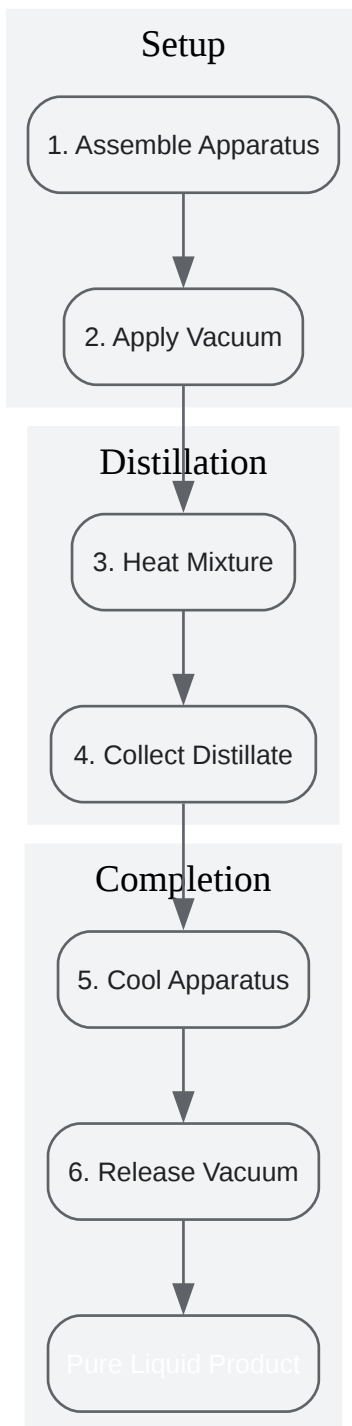 Setup
1. Assemble Apparatus
2. Apply Vacuum
Distillation
3. Heat Mixture
4. Collect Distillate
Completion
5. Cool Apparatus
6. Release Vacuum
Pure Liquid Product